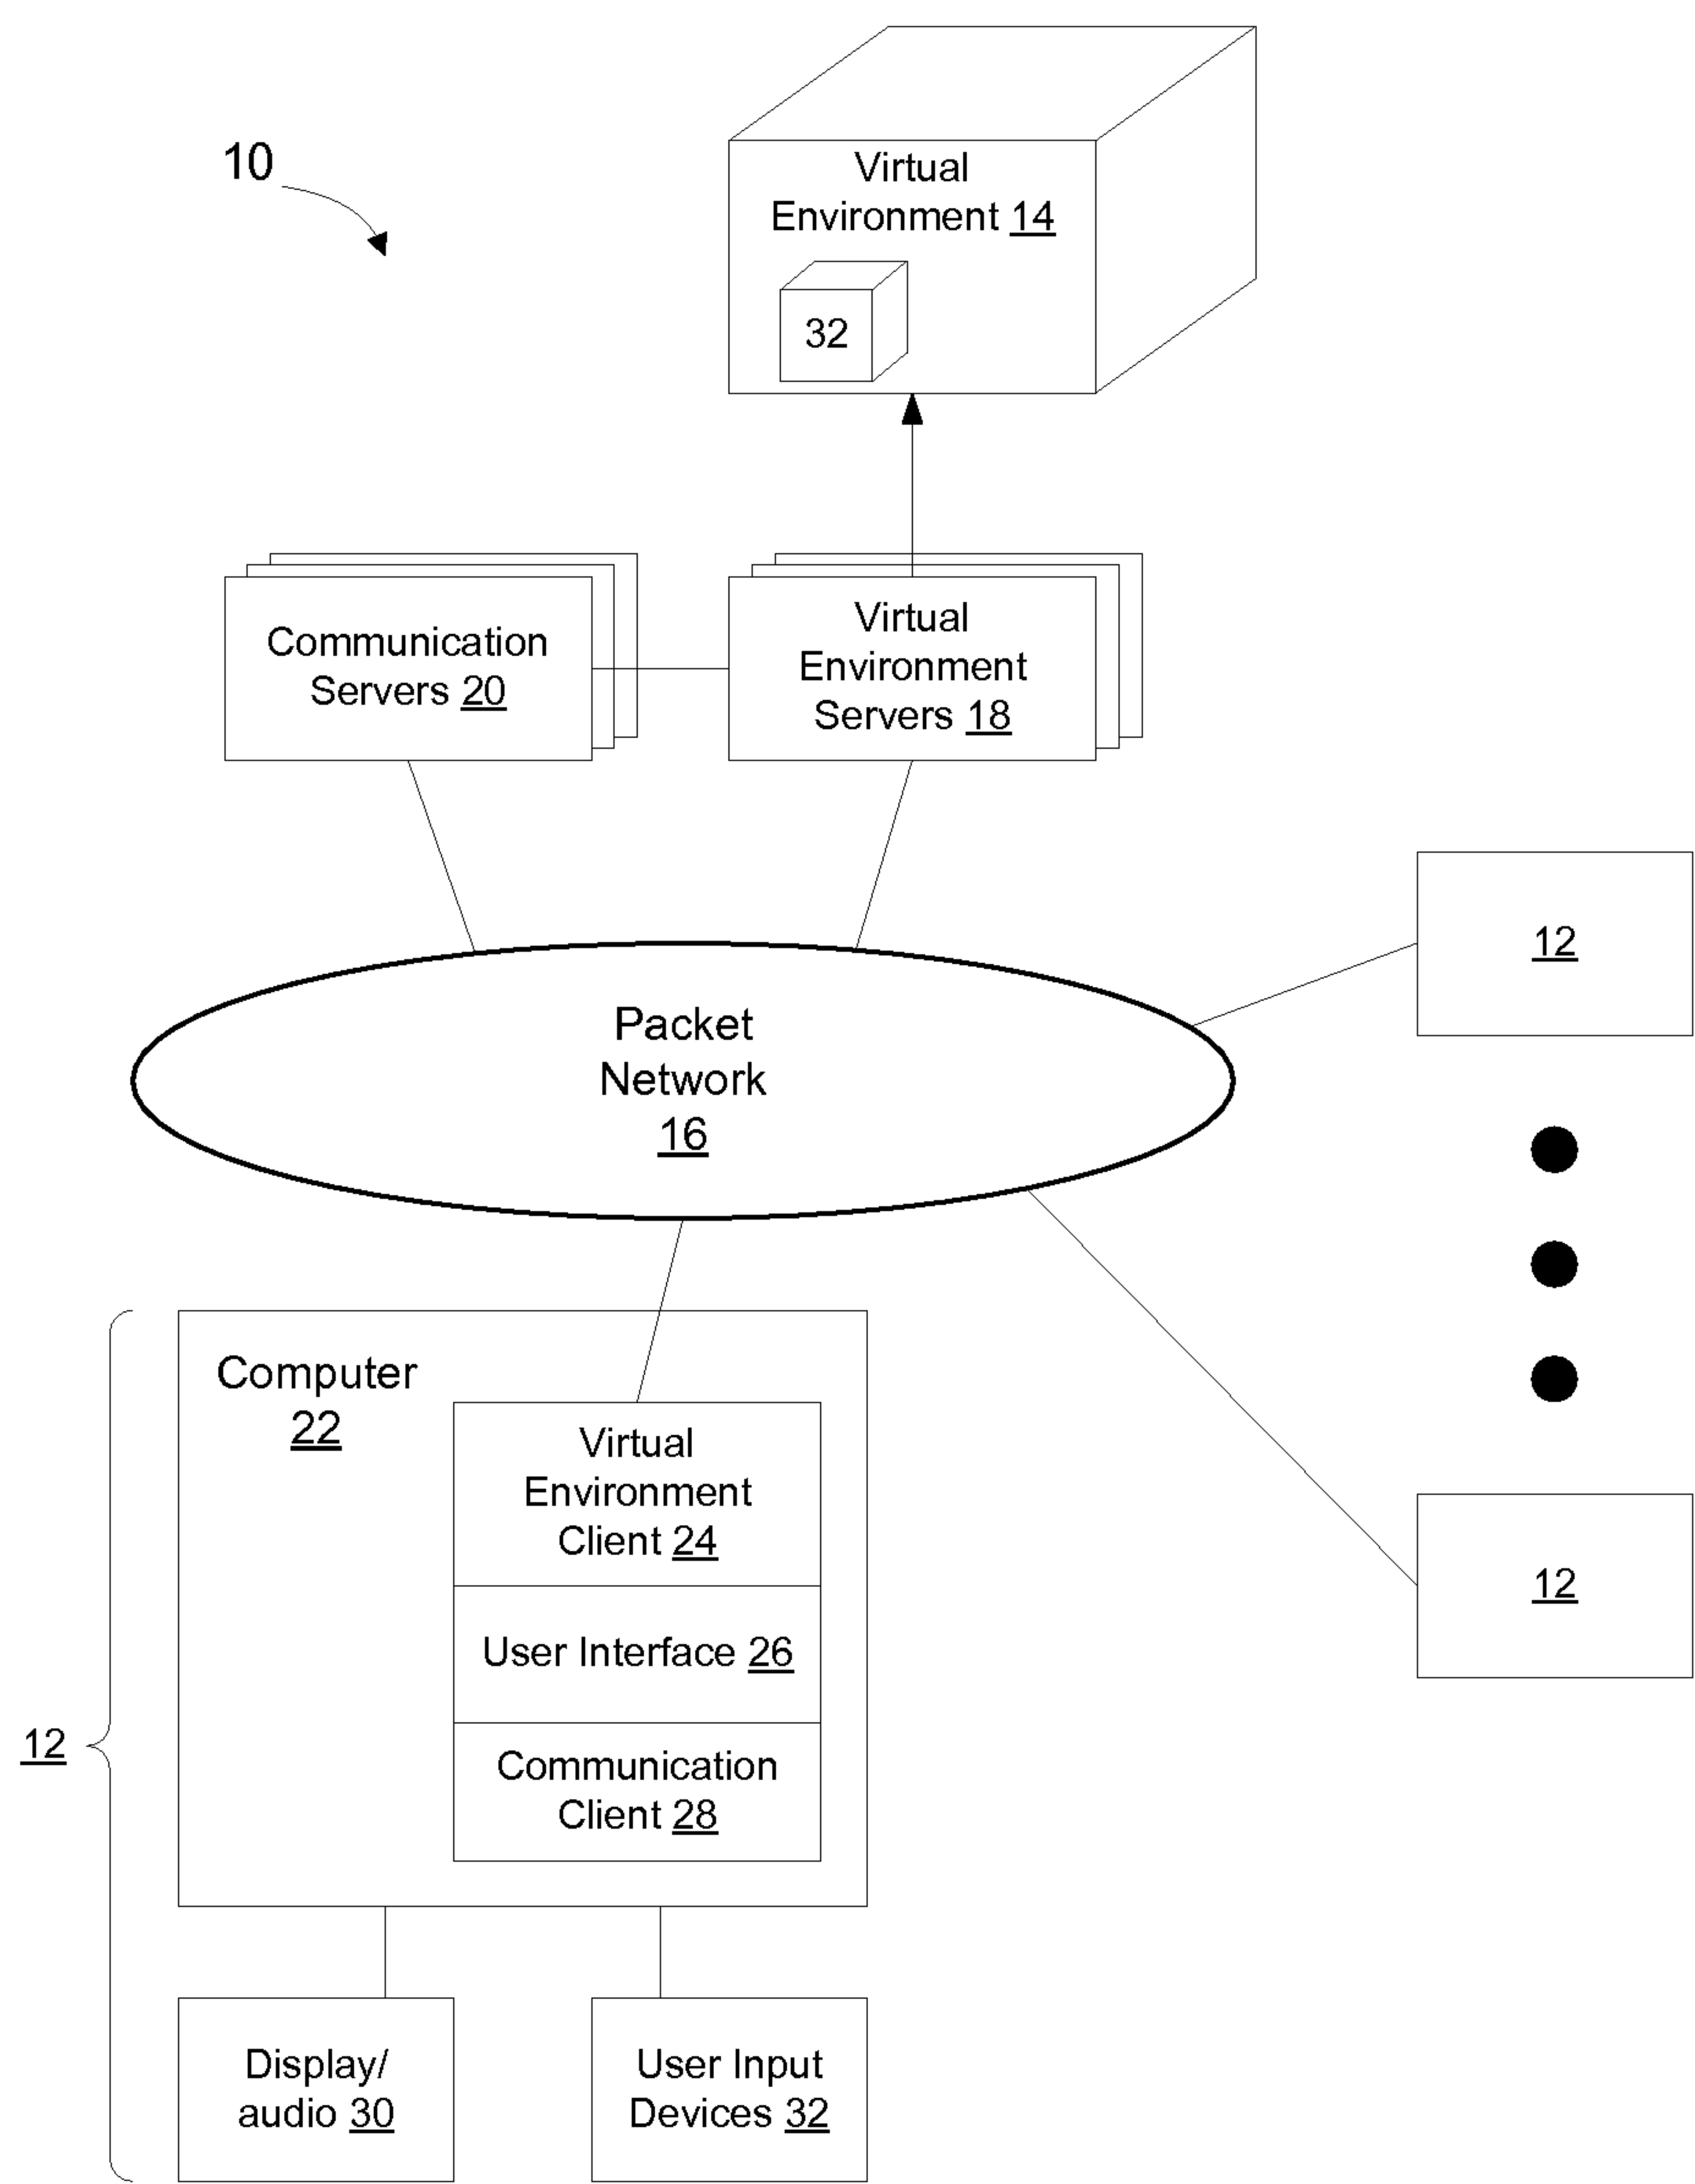 10
Virtual
Environment 14
32
Communication
Servers 20
Virtual
Environment
Servers 18
12
Packet
Network
16
Computer
22
Virtual
Environment
Client 24
User Interface 26
Communication
Client 28
12
12
Display/
audio 30
User Input
Devices 32